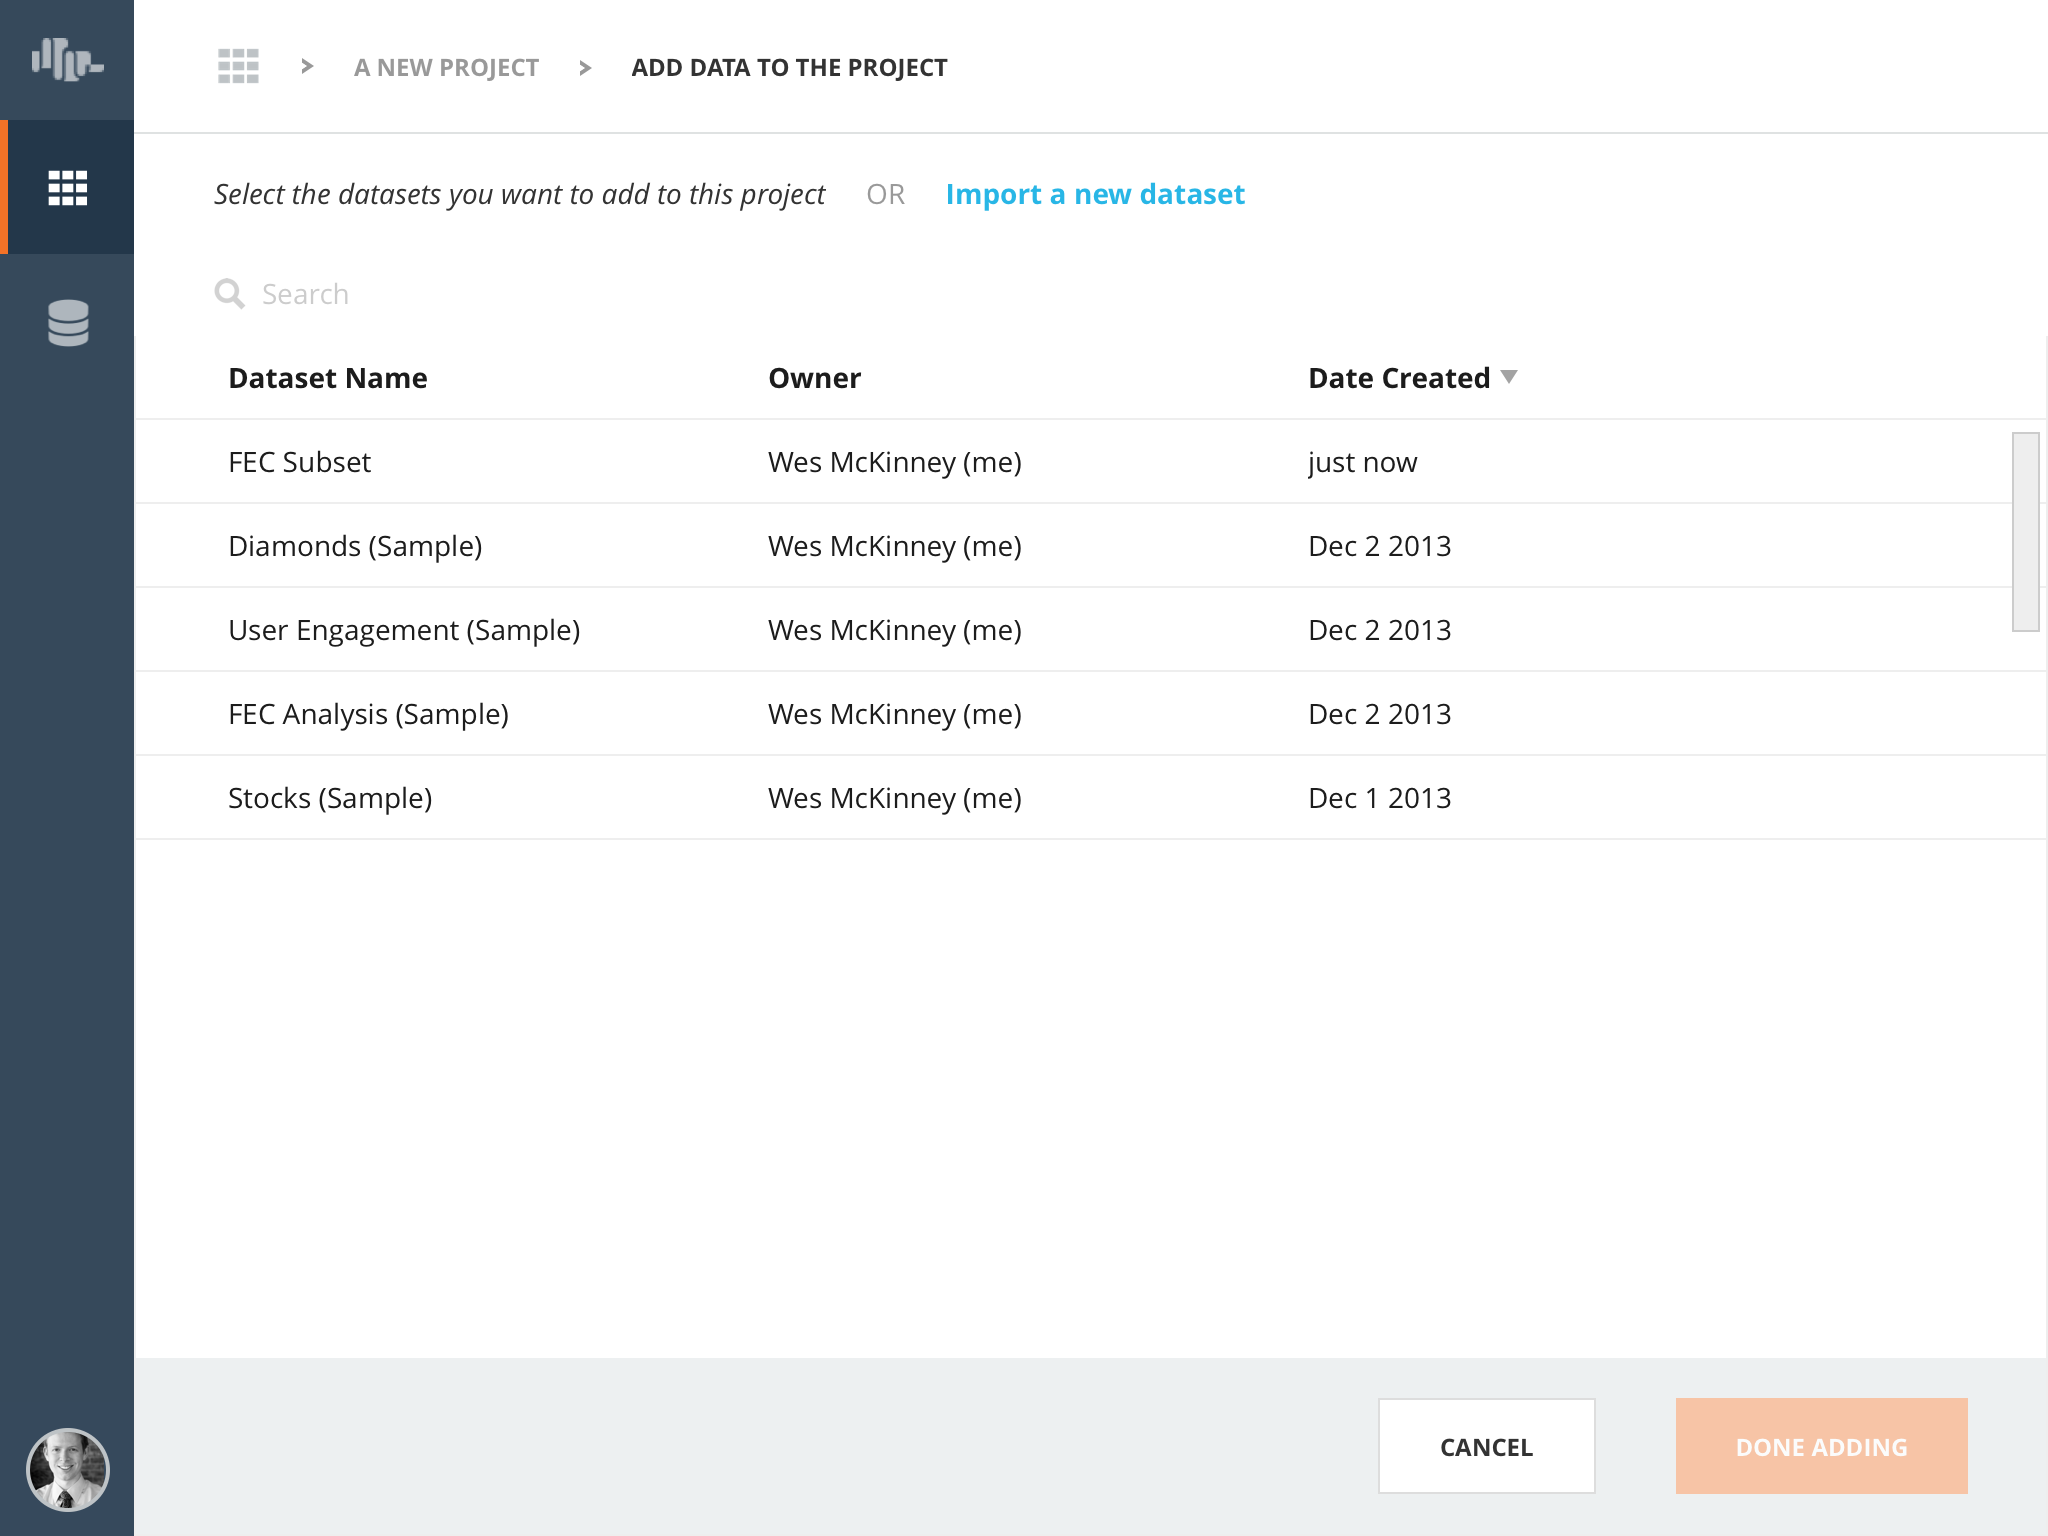 > A NEW PROJECT > ADD DATA TO THE PROJECT
Select the datasets you want to add to this project OR Import a new dataset
Search
Dataset Name Owner Date Created
FEC Subset Wes McKinney (me) just now
Diamonds (Sample) Wes McKinney (me) Dec 2 2013
User Engagement (Sample) Wes McKinney (me) Dec 2 2013
FEC Analysis (Sample) Wes McKinney (me) Dec 2 2013
Stocks (Sample) Wes McKinney (me) Dec 1 2013
CANCEL DONE ADDING